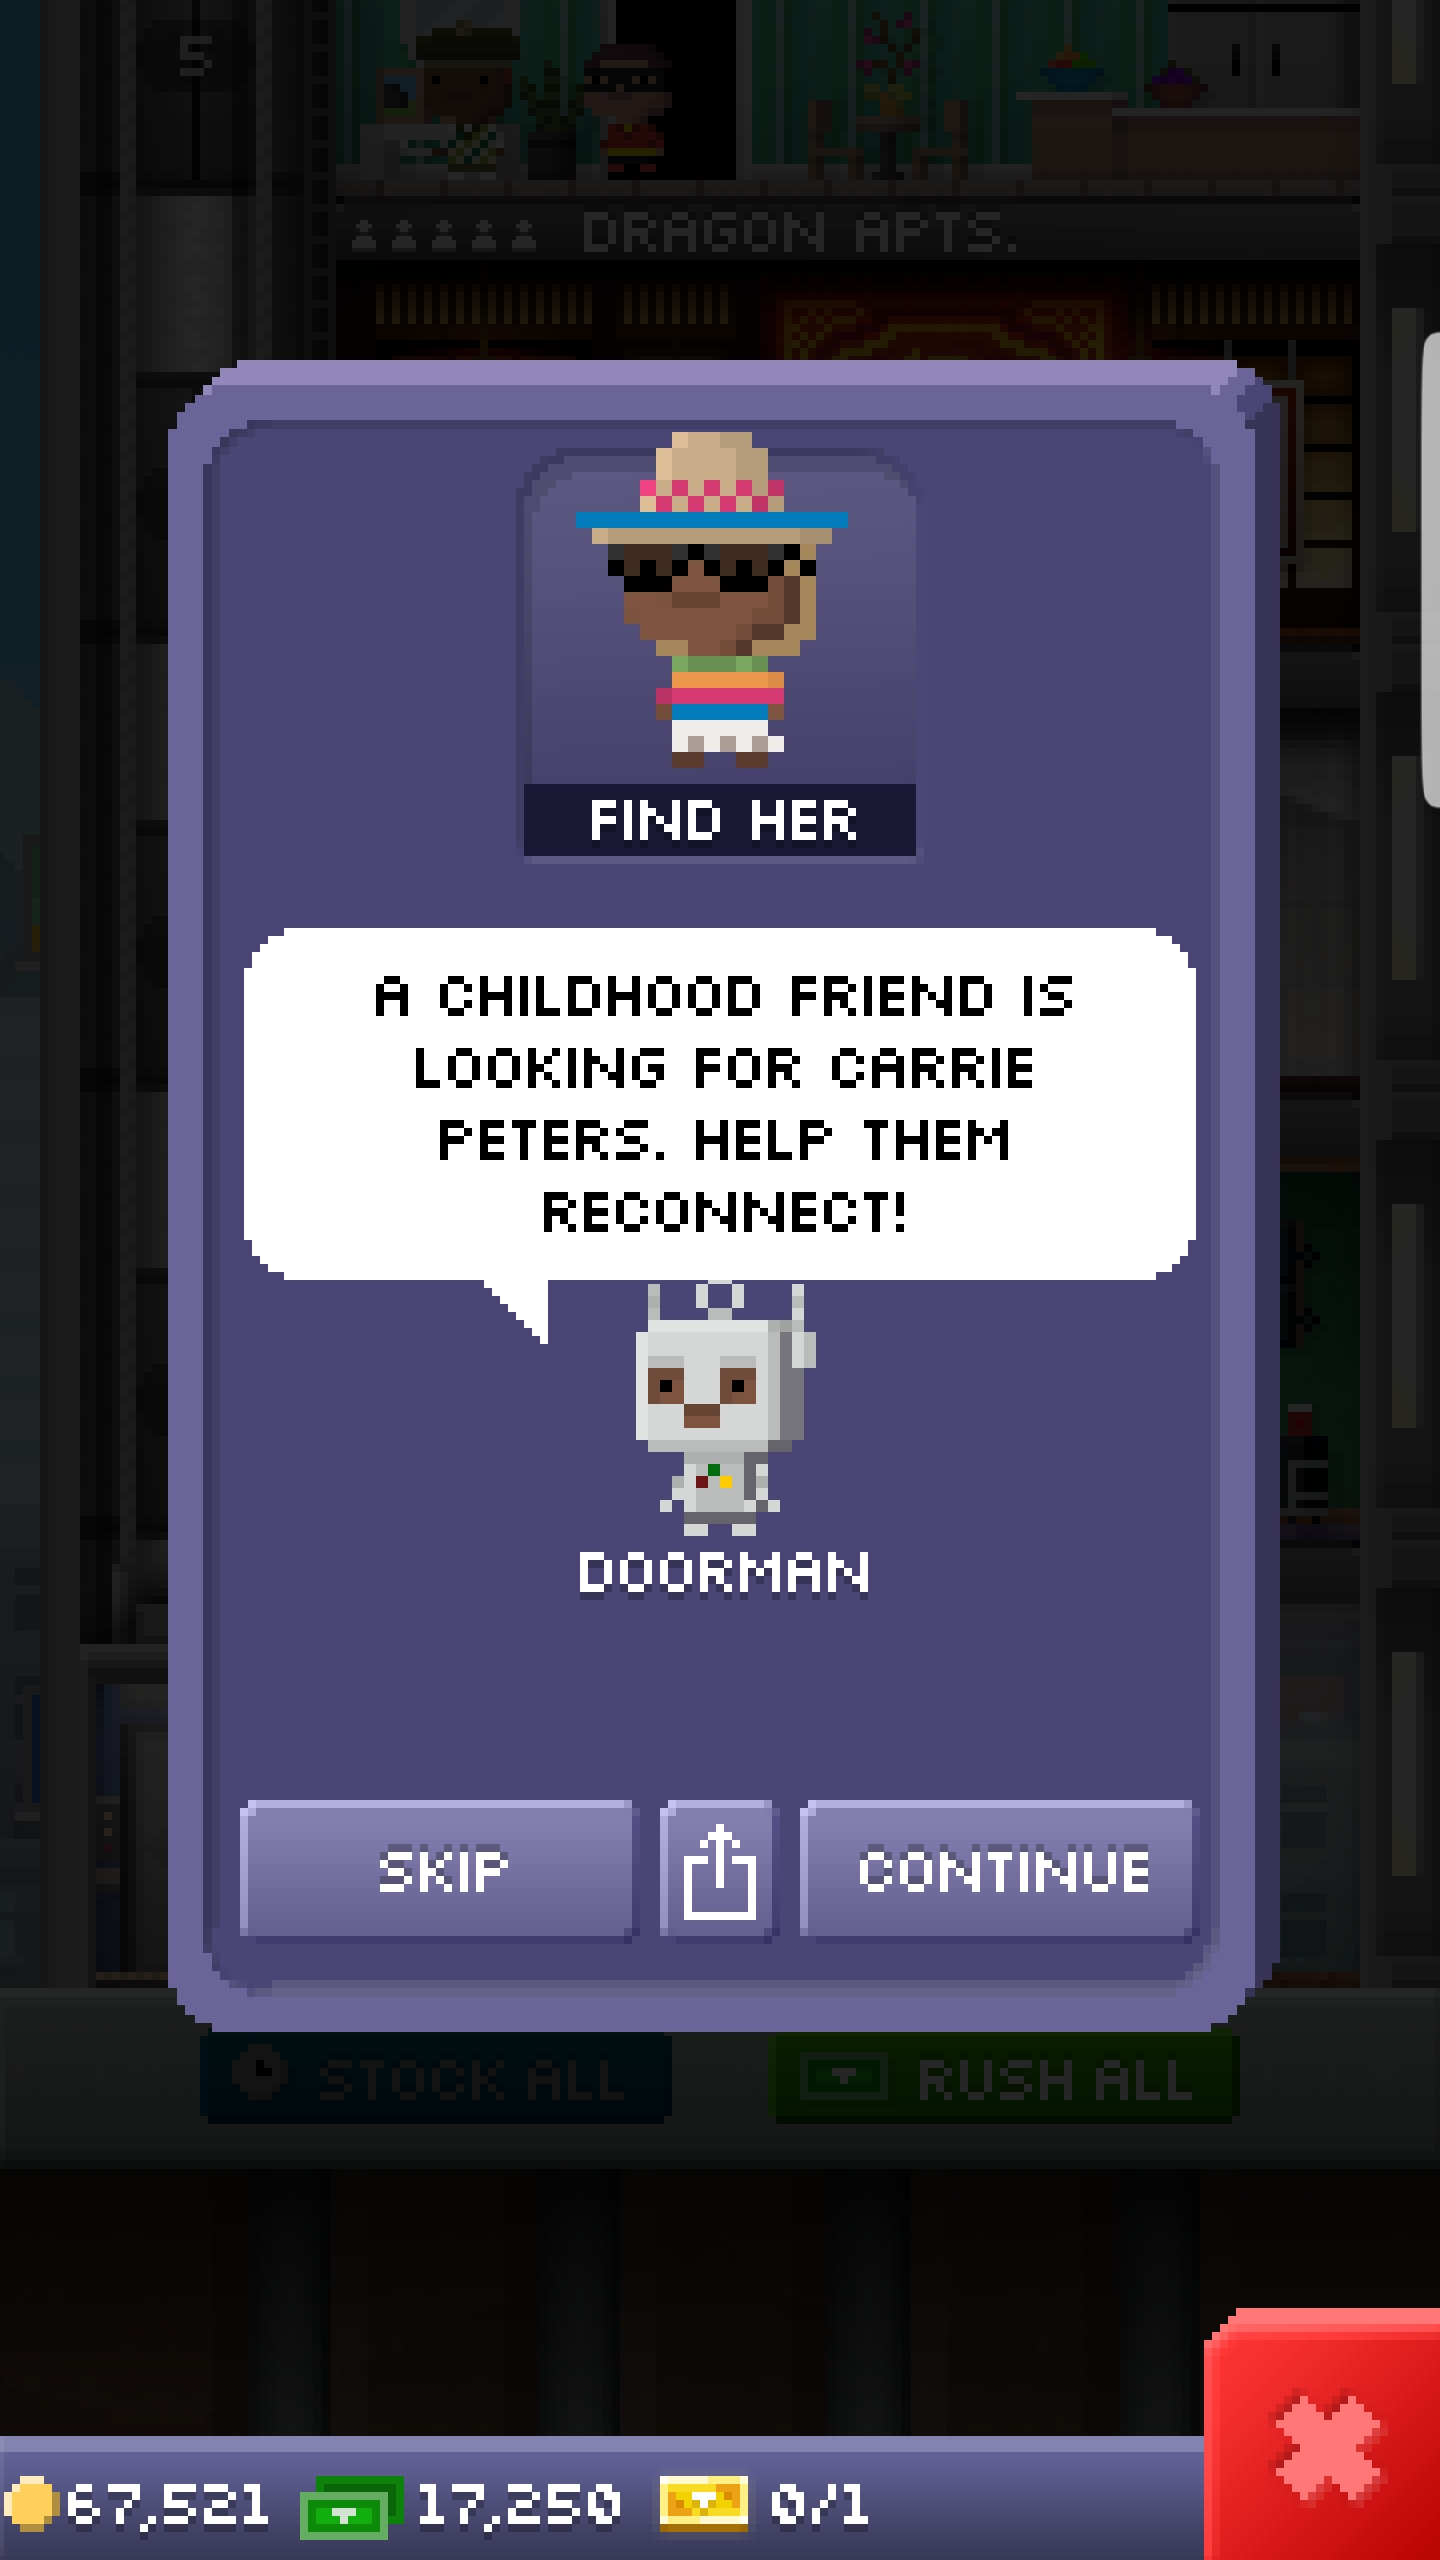 5
DRAGON APTS.
FIND HER
A CHILDHOOD FRIEND IS
LOOKING FOR CARRIE
PETERS. HELP THEM
RECONNECT!
DOORMAN
SKIP
CONTINUE
STOCK ALL
RUSH ALL
67,521
17,250
0/1